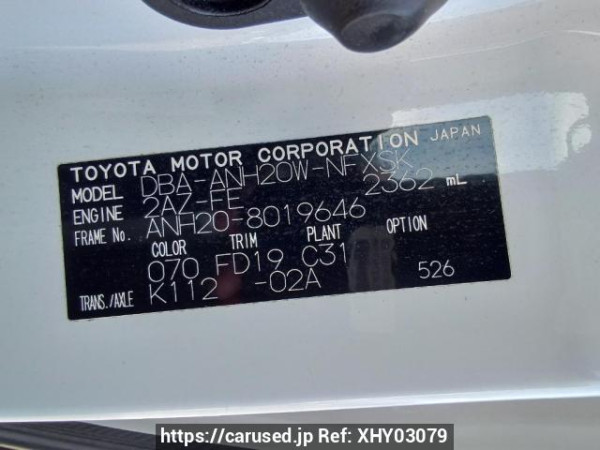 TOYOTA MOTOR CORPORATION JAPAN
MODEL DBA-ANH20W-NFXSK
ENGINE 2AZ-FE 2362 mL
FRAME No. ANH20-8019646
COLOR TRIM PLANT OPTION
070 FD19 C31
TRANS./AXLE K112 -02A 526
https://carused.jp Ref: XHY03079